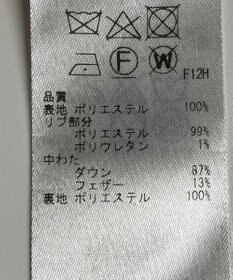 F W
F12H
品質
表地 ポリエステル 100%
リブ部分
ポリエステル 99%
ポリウレタン 1%
中わた
ダウン 87%
フェザー 13%
裏地 ポリエステル 100%